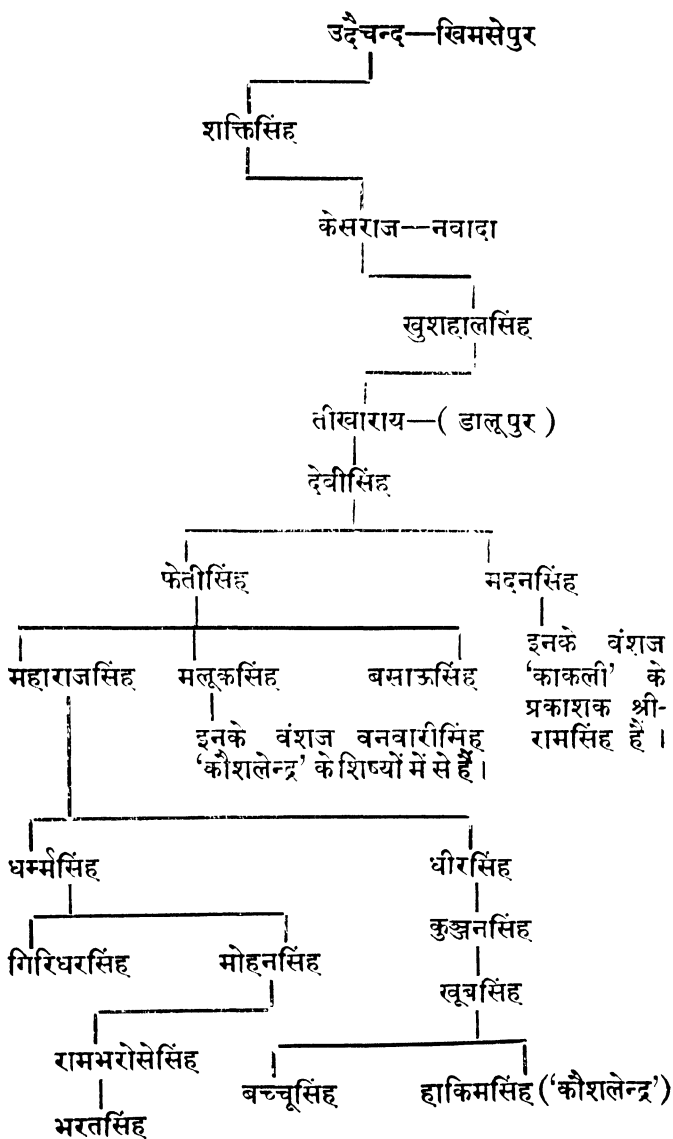 उदैचन्द—खिमसेपुर
शक्तिसिंह
केसराज—नवादा
खुशहालसिंह
तीखाराय—( डालूपुर )
देवीसिंह
फेतीसिंह मदनसिंह
महाराजसिंह मलूकसिंह बसाऊसिंह
इनके वंशज
‘काकली’ के
प्रकाशक श्री-
रामसिंह हैं ।
इनके वंशज वनवारीसिंह
‘कौशलेन्द्र’ के शिष्यों में से हैं ।
धर्म्मसिंह धीरसिंह
कुञ्जनसिंह
गिरिधरसिंह मोहनसिंह
खूबसिंह
रामभरोसेसिंह
बच्चूसिंह हाकिमसिंह (‘कौशलेन्द्र’)
भरतसिंह